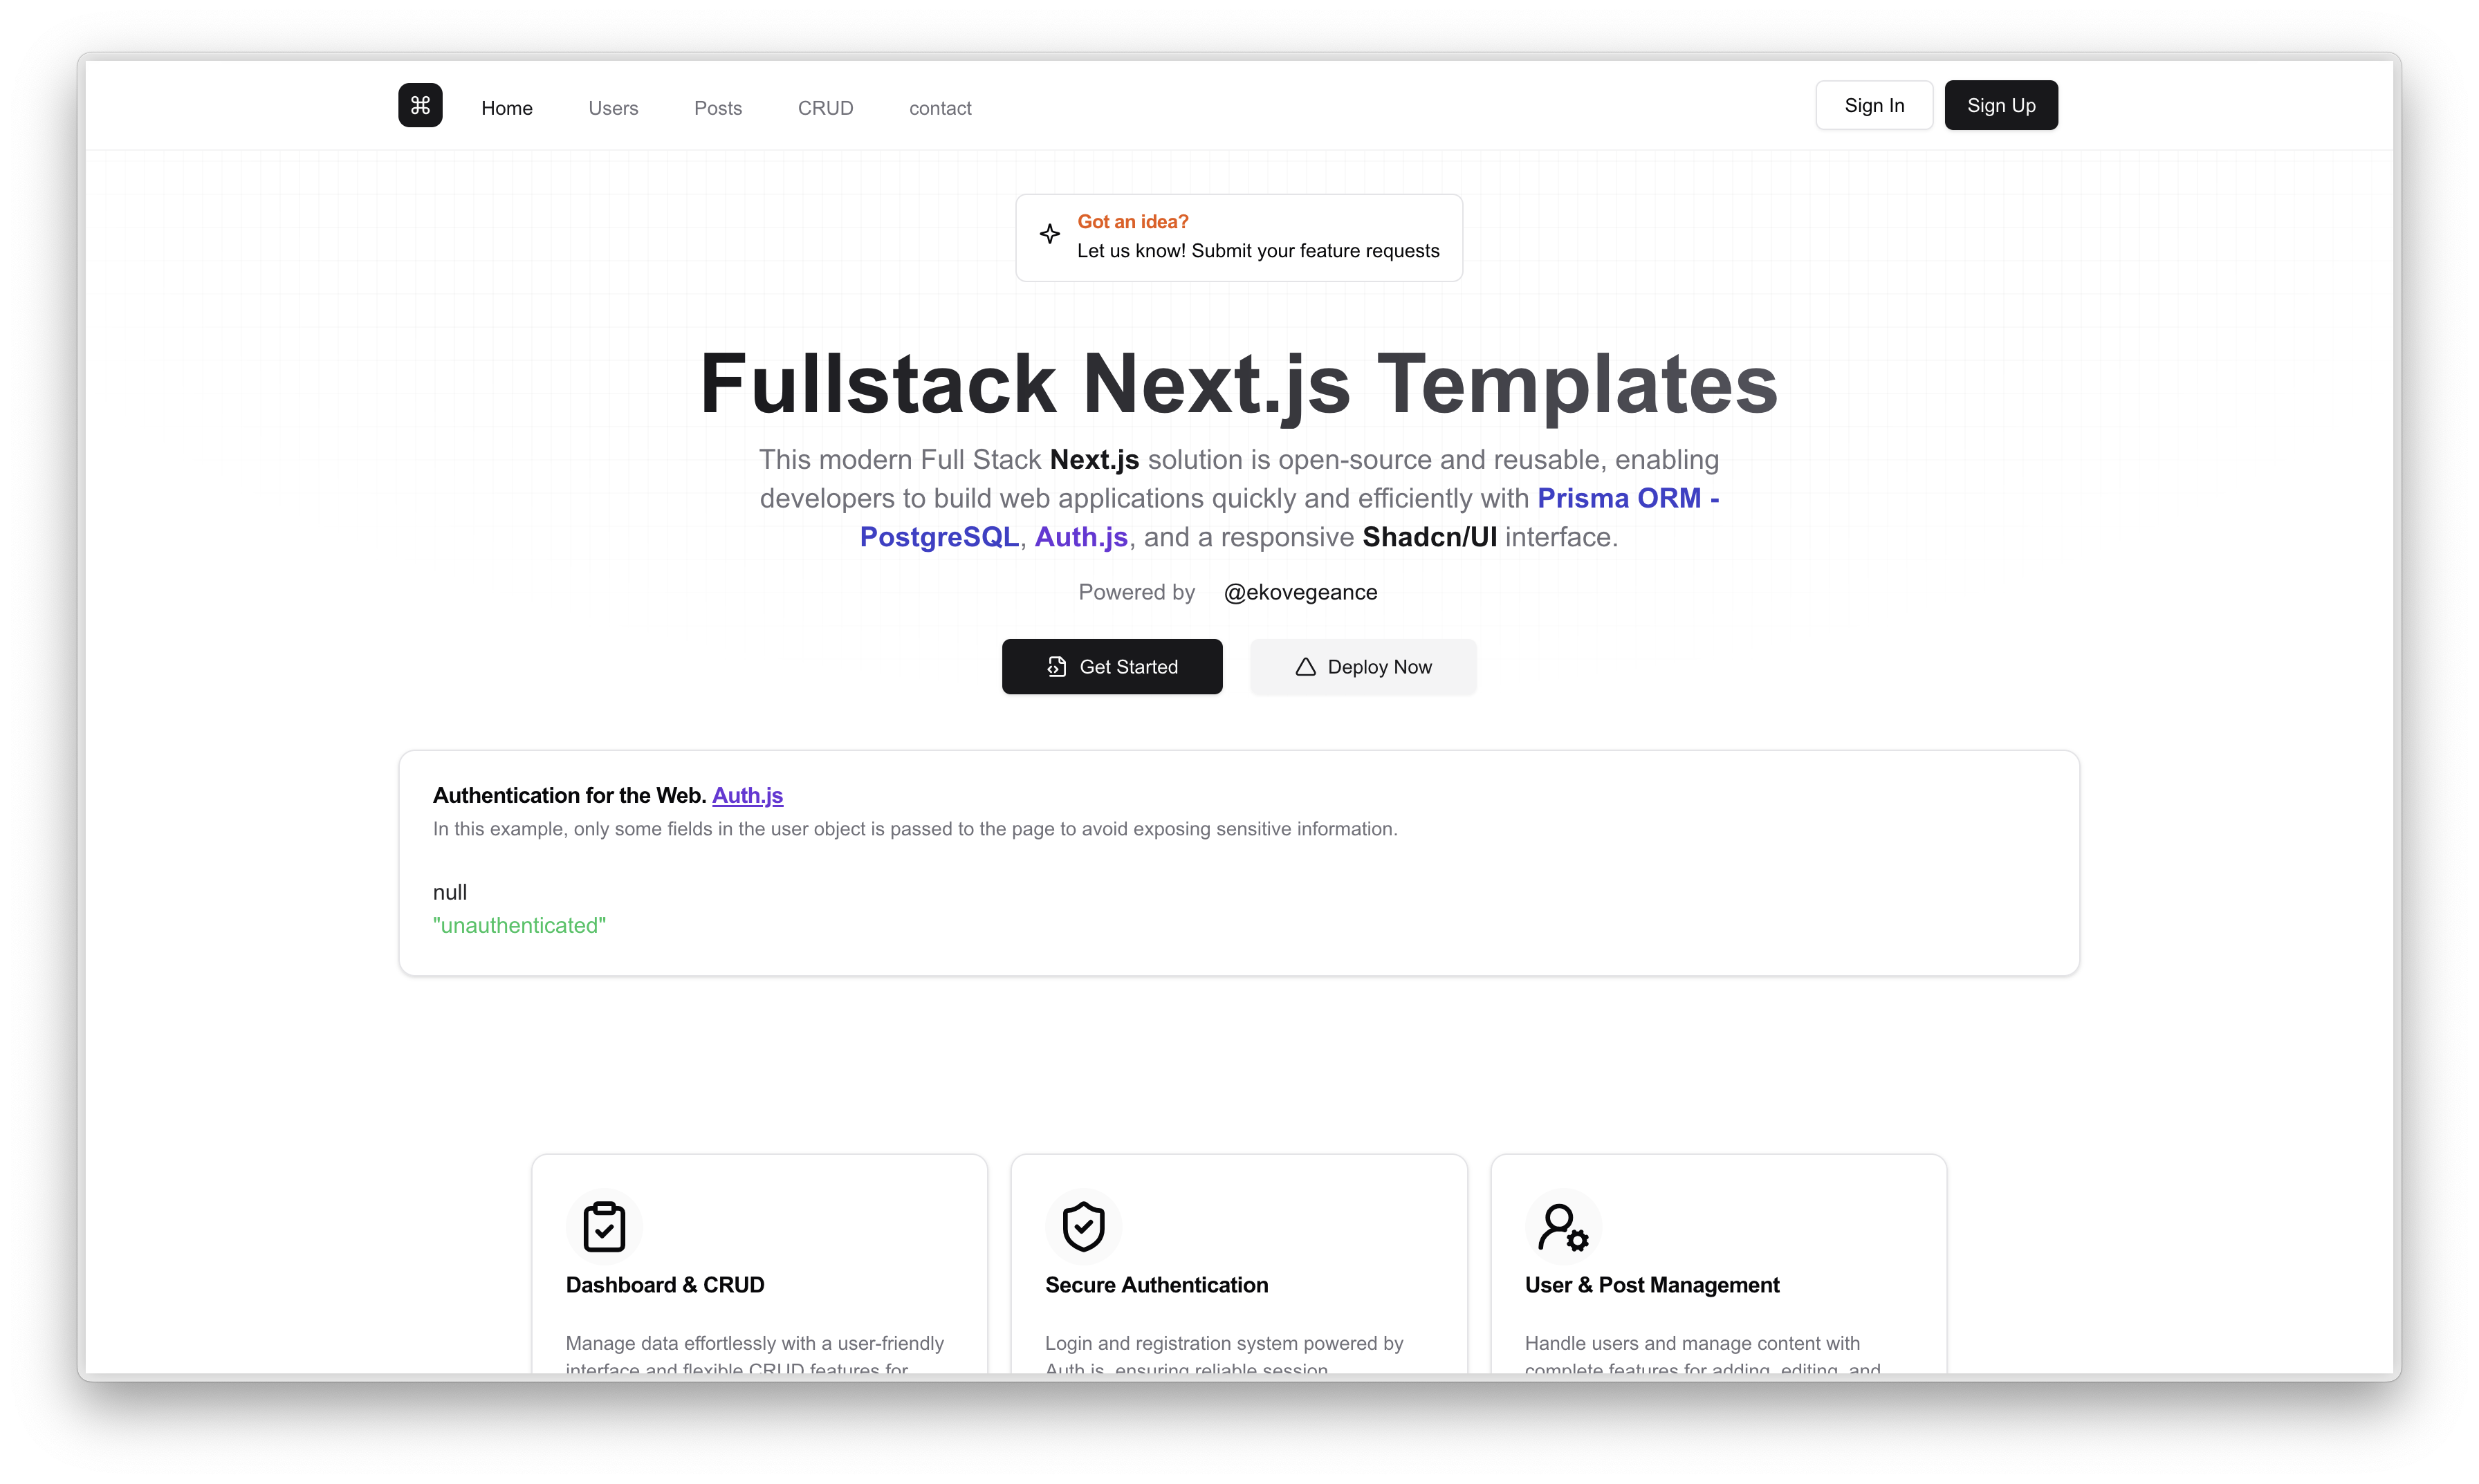 ⌘ Home Users Posts CRUD contact Sign In Sign Up
Got an idea?
Let us know! Submit your feature requests
Fullstack Next.js Templates
This modern Full Stack Next.js solution is open-source and reusable, enabling
developers to build web applications quickly and efficiently with Prisma ORM -
PostgreSQL, Auth.js, and a responsive Shadcn/UI interface.
Powered by @ekovegeance
Get Started Deploy Now
Authentication for the Web. Auth.js
In this example, only some fields in the user object is passed to the page to avoid exposing sensitive information.
null
"unauthenticated"
Dashboard & CRUD
Manage data effortlessly with a user-friendly
interface and flexible CRUD features for
Secure Authentication
Login and registration system powered by
Auth.js, ensuring reliable session
User & Post Management
Handle users and manage content with
complete features for adding, editing, and